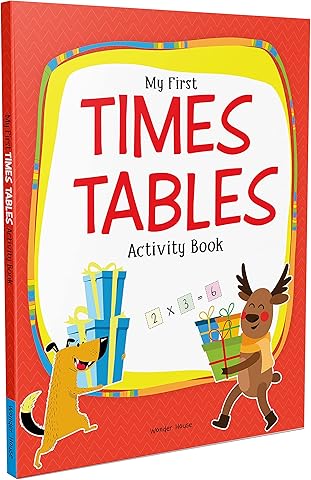 My First
TIMES
TABLES
Activity Book
2 x 3 = 6
Wonder House
My First TIMES TABLES Activity Book
Wonder House